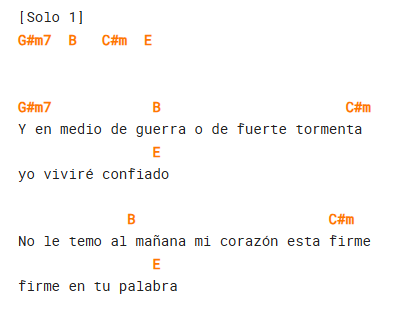 [Solo 1]
G#m7  B   C#m  E
G#m7            B                      C#m
Y en medio de guerra o de fuerte tormenta
                E
yo viviré confiado
             B                       C#m
No le temo al mañana mi corazón esta firme
                E
firme en tu palabra